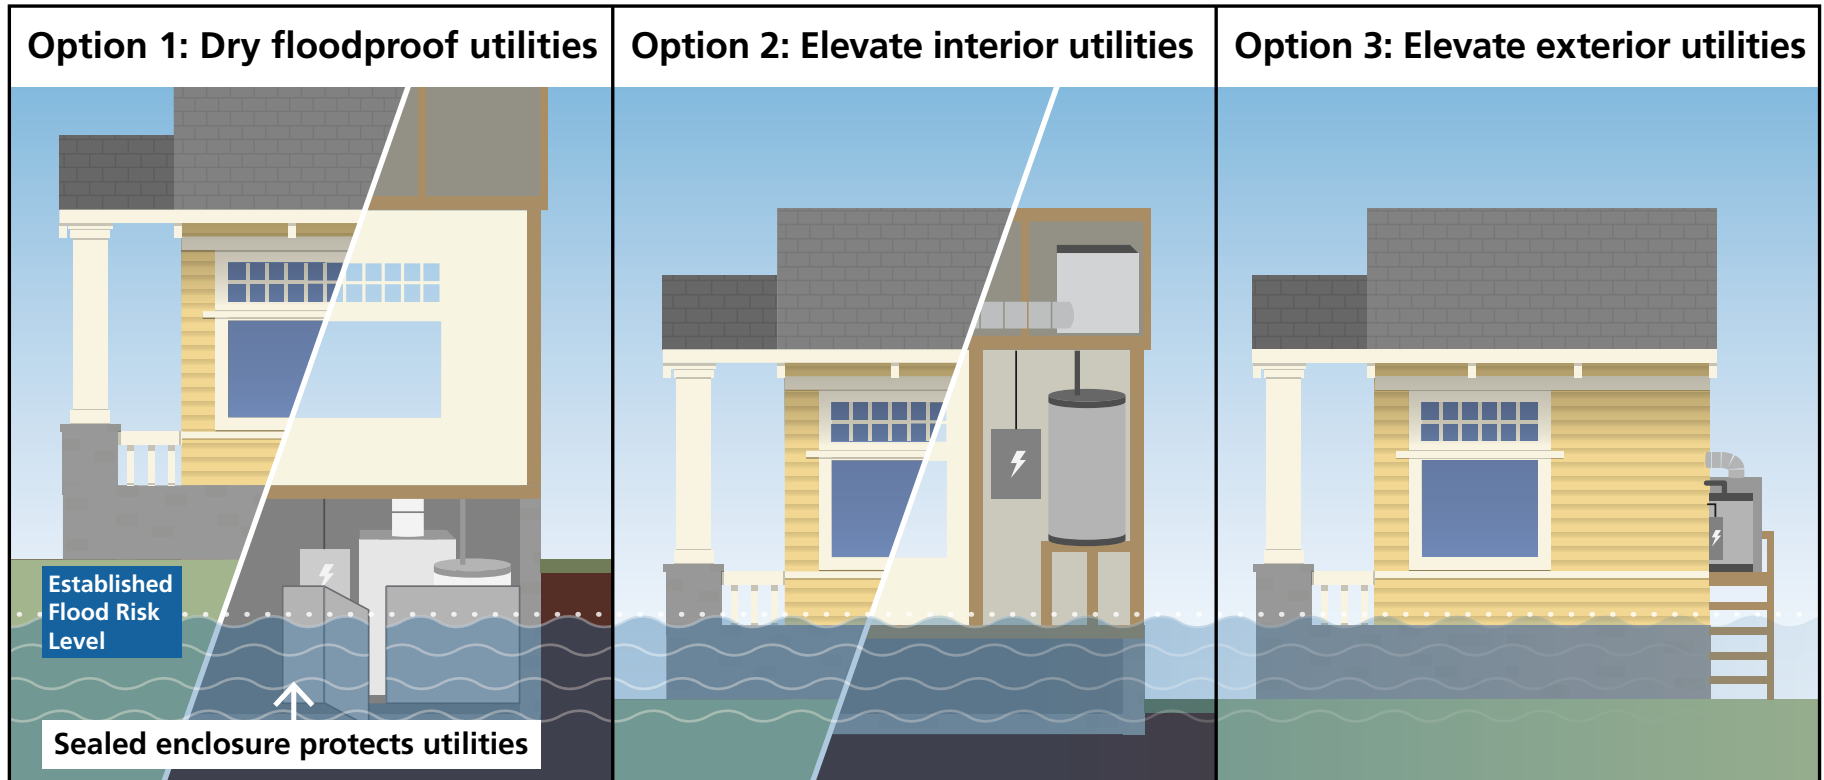 Option 1: Dry floodproof utilities
Option 2: Elevate interior utilities
Option 3: Elevate exterior utilities
Established
Flood Risk
Level
Sealed enclosure protects utilities